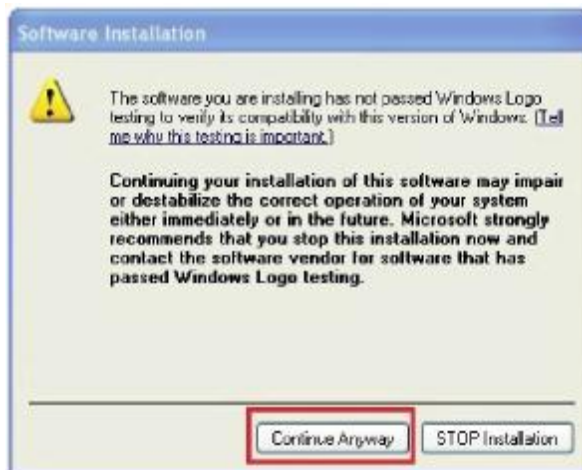 Software Installation
The software you are installing has not passed Windows Logo
testing to verify its compatibility with this version of Windows. (Tell
me why this testing is important.)
Continuing your installation of this software may impair
or destabilize the correct operation of your system
either immediately or in the future. Microsoft strongly
recommends that you stop this installation now and
contact the software vendor for software that has
passed Windows Logo testing.
Continue Anyway
STOP Installation